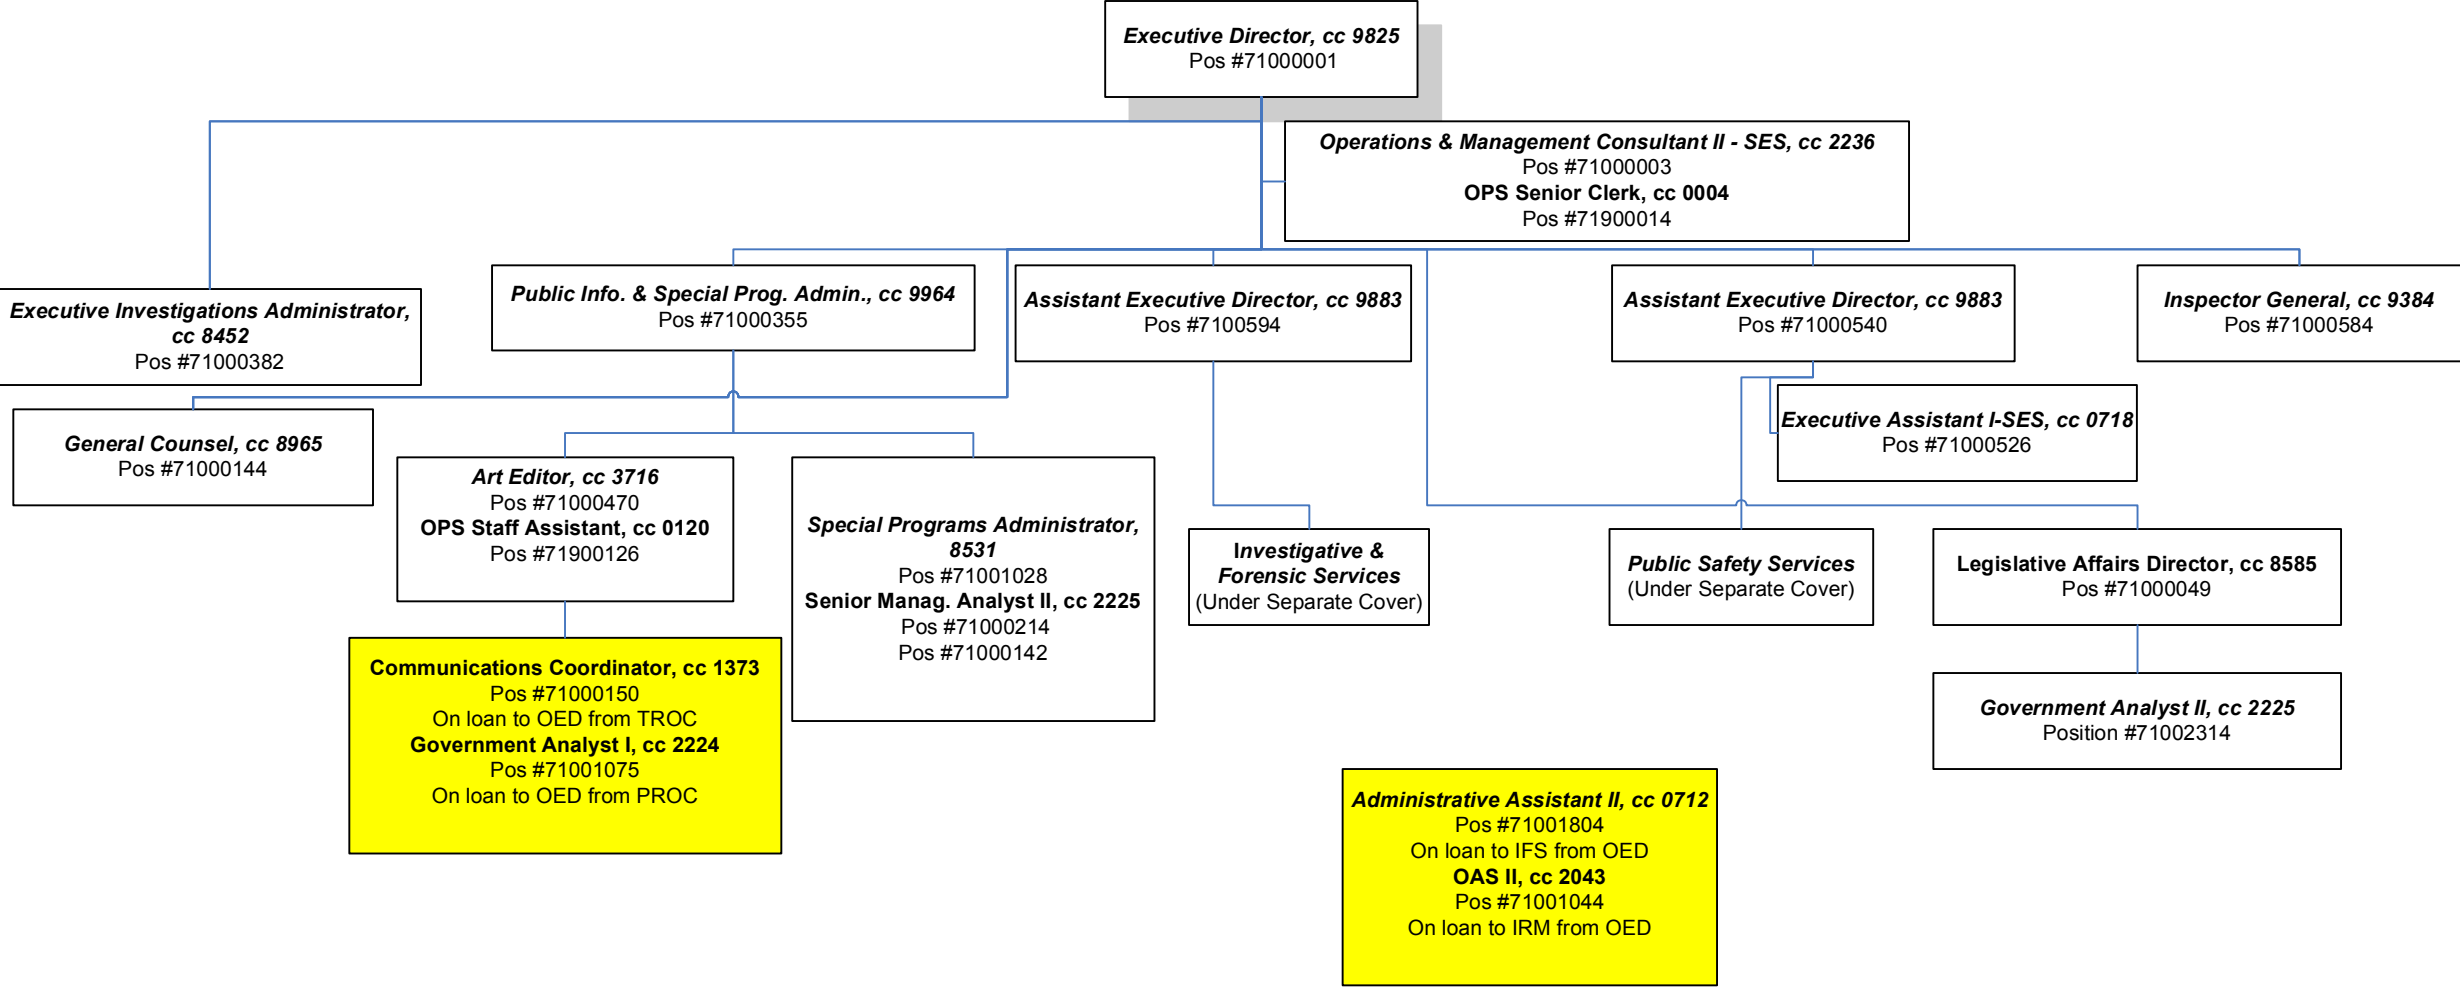 Executive Director, cc 9825
Pos #71000001
Operations & Management Consultant II - SES, cc 2236
Pos #71000003
OPS Senior Clerk, cc 0004
Pos #71900014
Executive Investigations Administrator,
cc 8452
Pos #71000382
Public Info. & Special Prog. Admin., cc 9964
Pos #71000355
Assistant Executive Director, cc 9883
Pos #7100594
Assistant Executive Director, cc 9883
Pos #71000540
Inspector General, cc 9384
Pos #71000584
General Counsel, cc 8965
Pos #71000144
Executive Assistant I-SES, cc 0718
Pos #71000526
Art Editor, cc 3716
Pos #71000470
OPS Staff Assistant, cc 0120
Pos #71900126
Special Programs Administrator,
8531
Pos #71001028
Senior Manag. Analyst II, cc 2225
Pos #71000214
Pos #71000142
Investigative &
Forensic Services
(Under Separate Cover)
Public Safety Services
(Under Separate Cover)
Legislative Affairs Director, cc 8585
Pos #71000049
Communications Coordinator, cc 1373
Pos #71000150
On loan to OED from TROC
Government Analyst I, cc 2224
Pos #71001075
On loan to OED from PROC
Government Analyst II, cc 2225
Position #71002314
Administrative Assistant II, cc 0712
Pos #71001804
On loan to IFS from OED
OAS II, cc 2043
Pos #71001044
On loan to IRM from OED